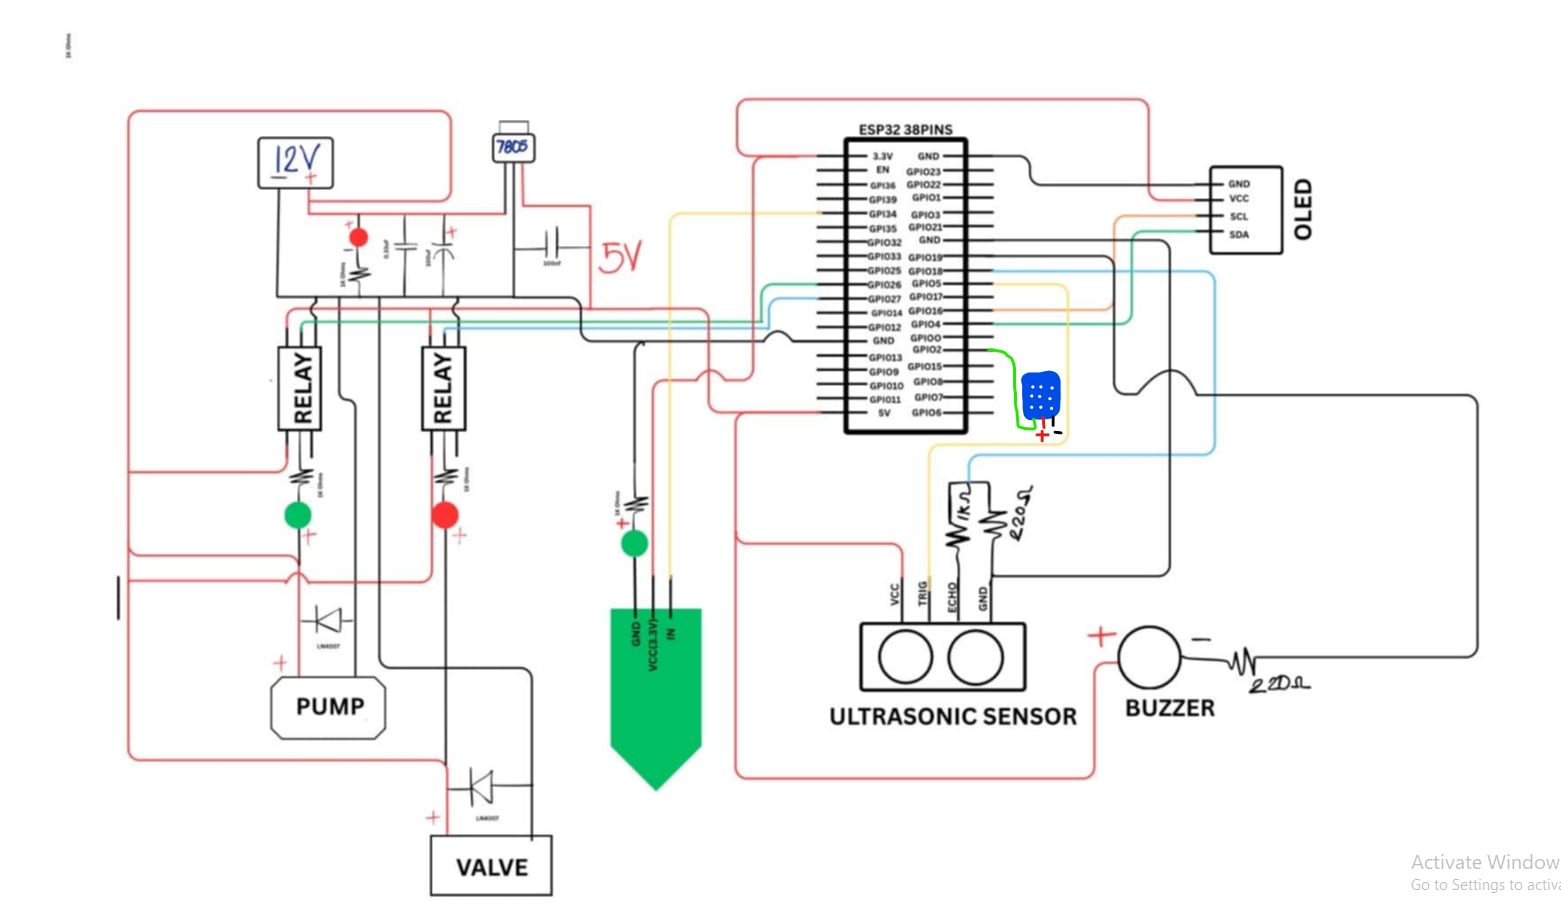 1K Ohms
12V
+
7805
5V
+
-
1K Ohms
0.33uF
100uF
+
100nF
ESP32 38PINS
3.3V
EN
GPI36
GPI39
GPI34
GPI35
GPIO32
GPIO33
GPIO25
GPIO26
GPIO27
GPIO14
GPIO12
GND
GPIO13
GPIO9
GPIO10
GPIO11
5V
GND
GPIO23
GPIO22
GPIO1
GPIO3
GPIO21
GND
GPIO19
GPIO18
GPIO5
GPIO17
GPIO16
GPIO4
GPIO0
GPIO2
GPIO15
GPIO8
GPIO7
GPIO6
GND
VCC
SCL
SDA
OLED
+ -
RELAY
RELAY
1K Ohms
1K Ohms
+
+
1K Ohms
+
GND
VCC(3.3V)
IN
1KΩ
220Ω
VCC
TRIG
ECHO
GND
ULTRASONIC SENSOR
+
-
220Ω
BUZZER
LN4007
+
PUMP
LN4007
+
VALVE
Activate Window
Go to Settings to activa